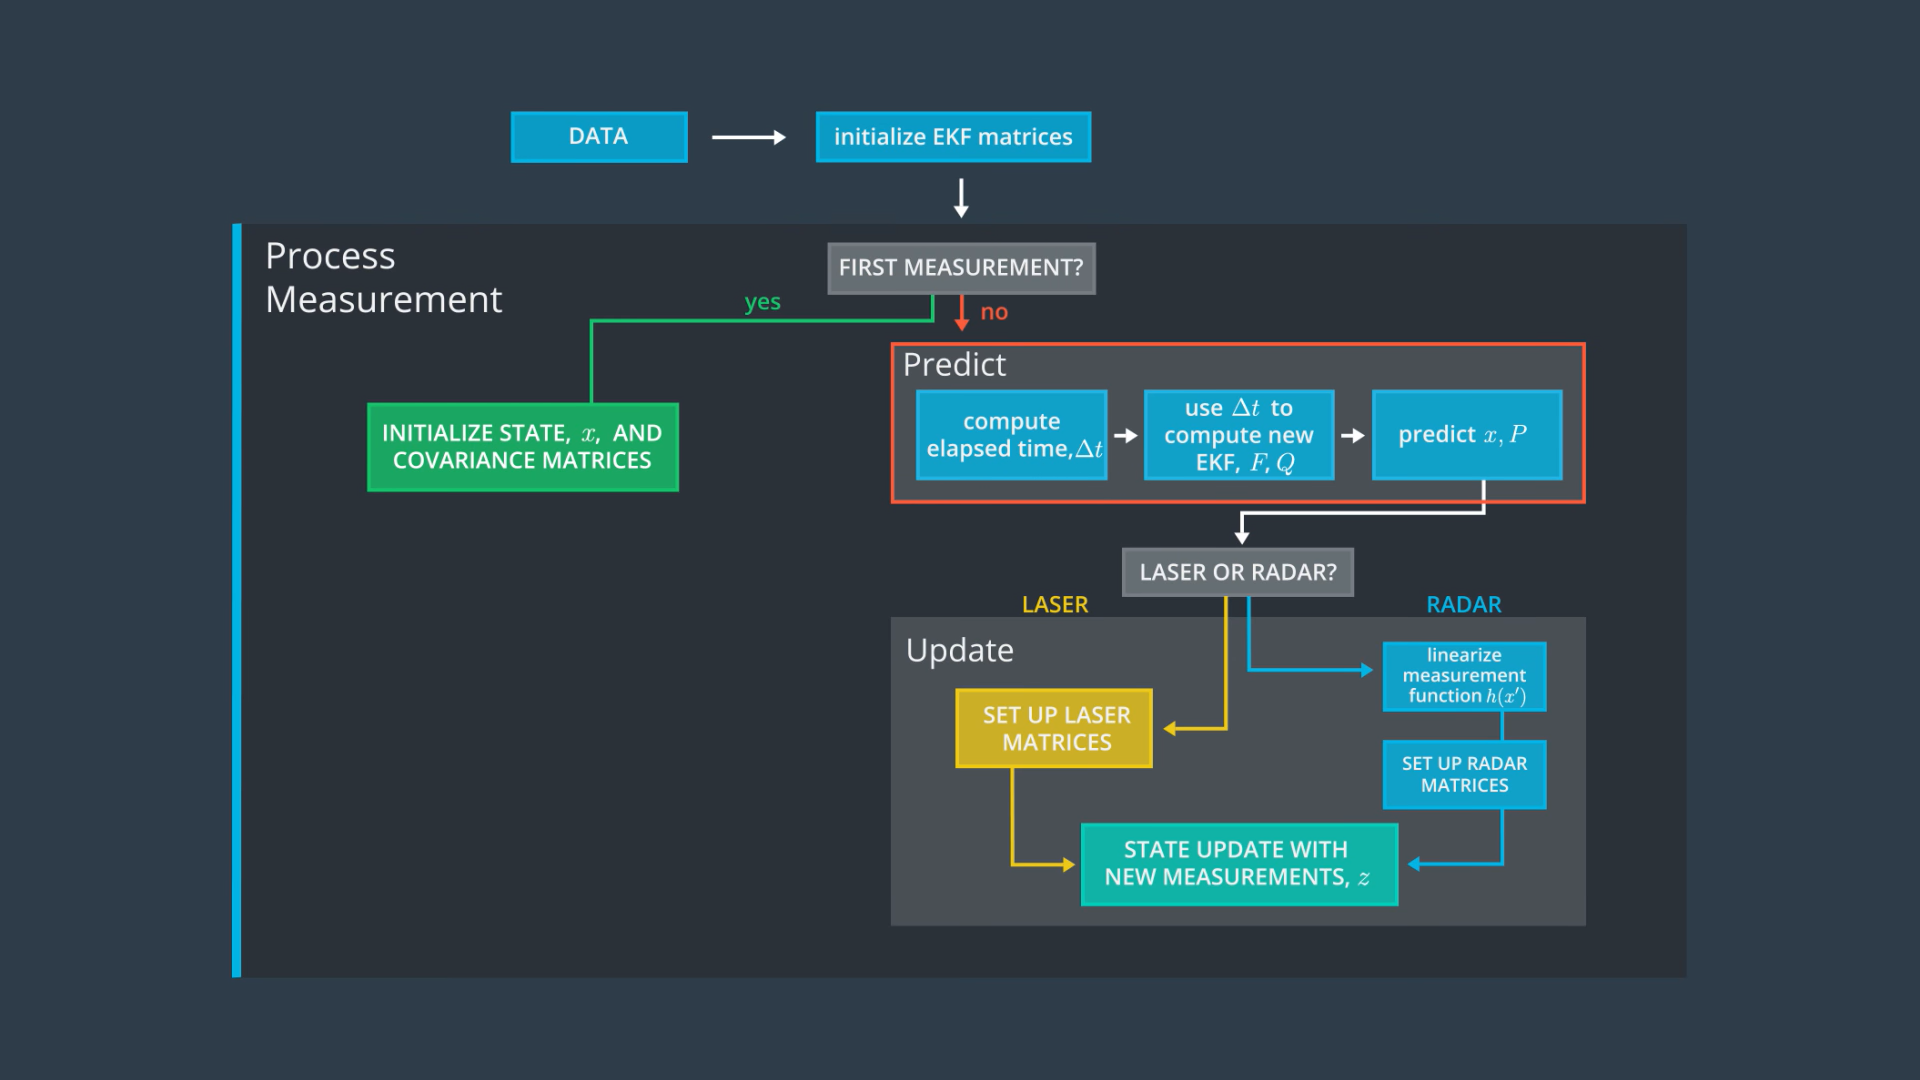 DATA
initialize EKF matrices
Process
Measurement
FIRST MEASUREMENT?
yes
no
INITIALIZE STATE, x, AND
COVARIANCE MATRICES
Predict
compute
elapsed time,Δt
use Δt to
compute new
EKF, F, Q
predict x, P
LASER OR RADAR?
LASER
RADAR
Update
linearize
measurement
function h(x′)
SET UP LASER
MATRICES
SET UP RADAR
MATRICES
STATE UPDATE WITH
NEW MEASUREMENTS, z